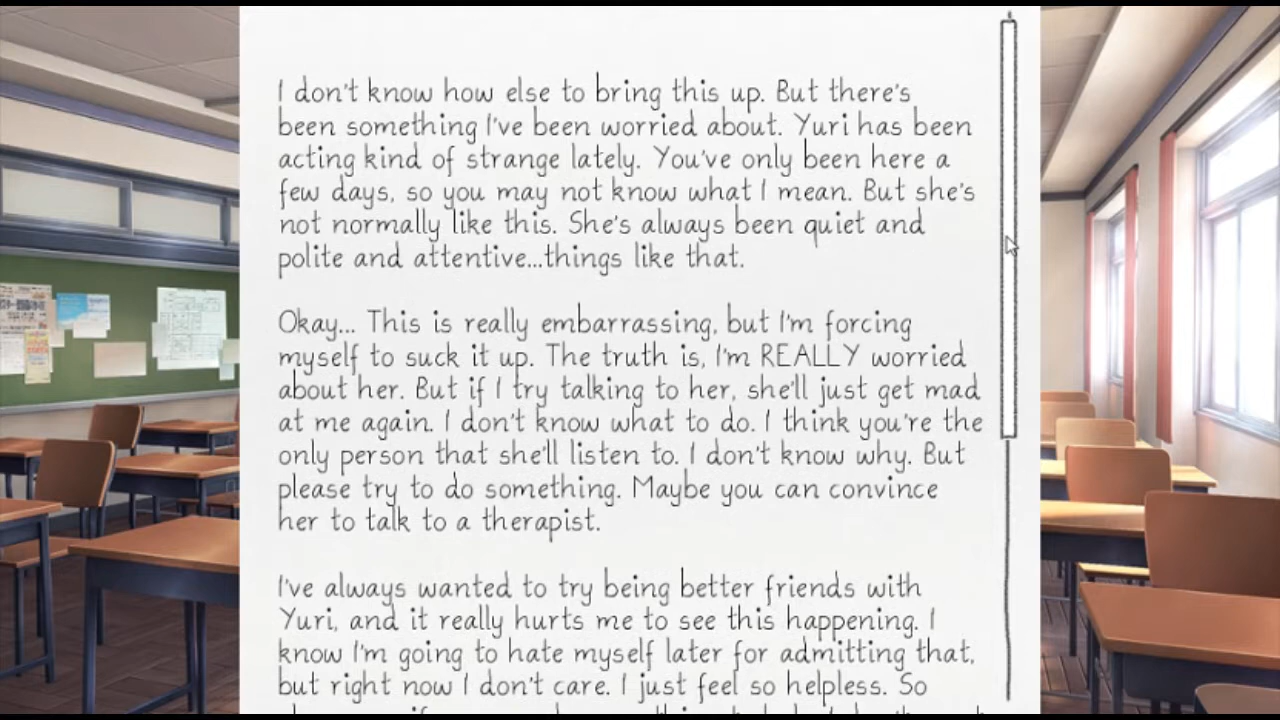 I don't know how else to bring this up. But there's
been something I've been worried about. Yuri has been
acting kind of strange lately. You've only been here a
few days, so you may not know what I mean. But she's
not normally like this. She's always been quiet and
polite and attentive...things like that.
Okay... This is really embarrassing, but I'm forcing
myself to suck it up. The truth is, I'm REALLY worried
about her. But if I try talking to her, she'll just get mad
at me again. I don't know what to do. I think you're the
only person that she'll listen to. I don't know why. But
please try to do something. Maybe you can convince
her to talk to a therapist.
I've always wanted to try being better friends with
Yuri, and it really hurts me to see this happening. I
know I'm going to hate myself later for admitting that,
but right now I don't care. I just feel so helpless. So